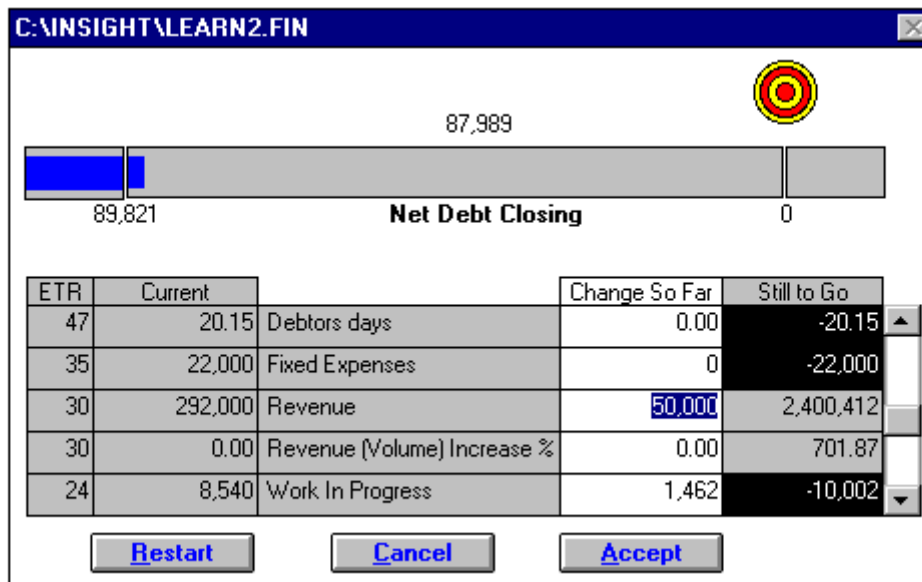 C:\INSIGHT\LEARN2.FIN
87,989
89,821 Net Debt Closing 0
ETR Current Change So Far Still to Go
47 20.15 Debtors days 0.00 -20.15
35 22,000 Fixed Expenses 0 -22,000
30 292,000 Revenue 50,000 2,400,412
30 0.00 Revenue (Volume) Increase % 0.00 701.87
24 8,540 Work In Progress 1,462 -10,002
Restart Cancel Accept